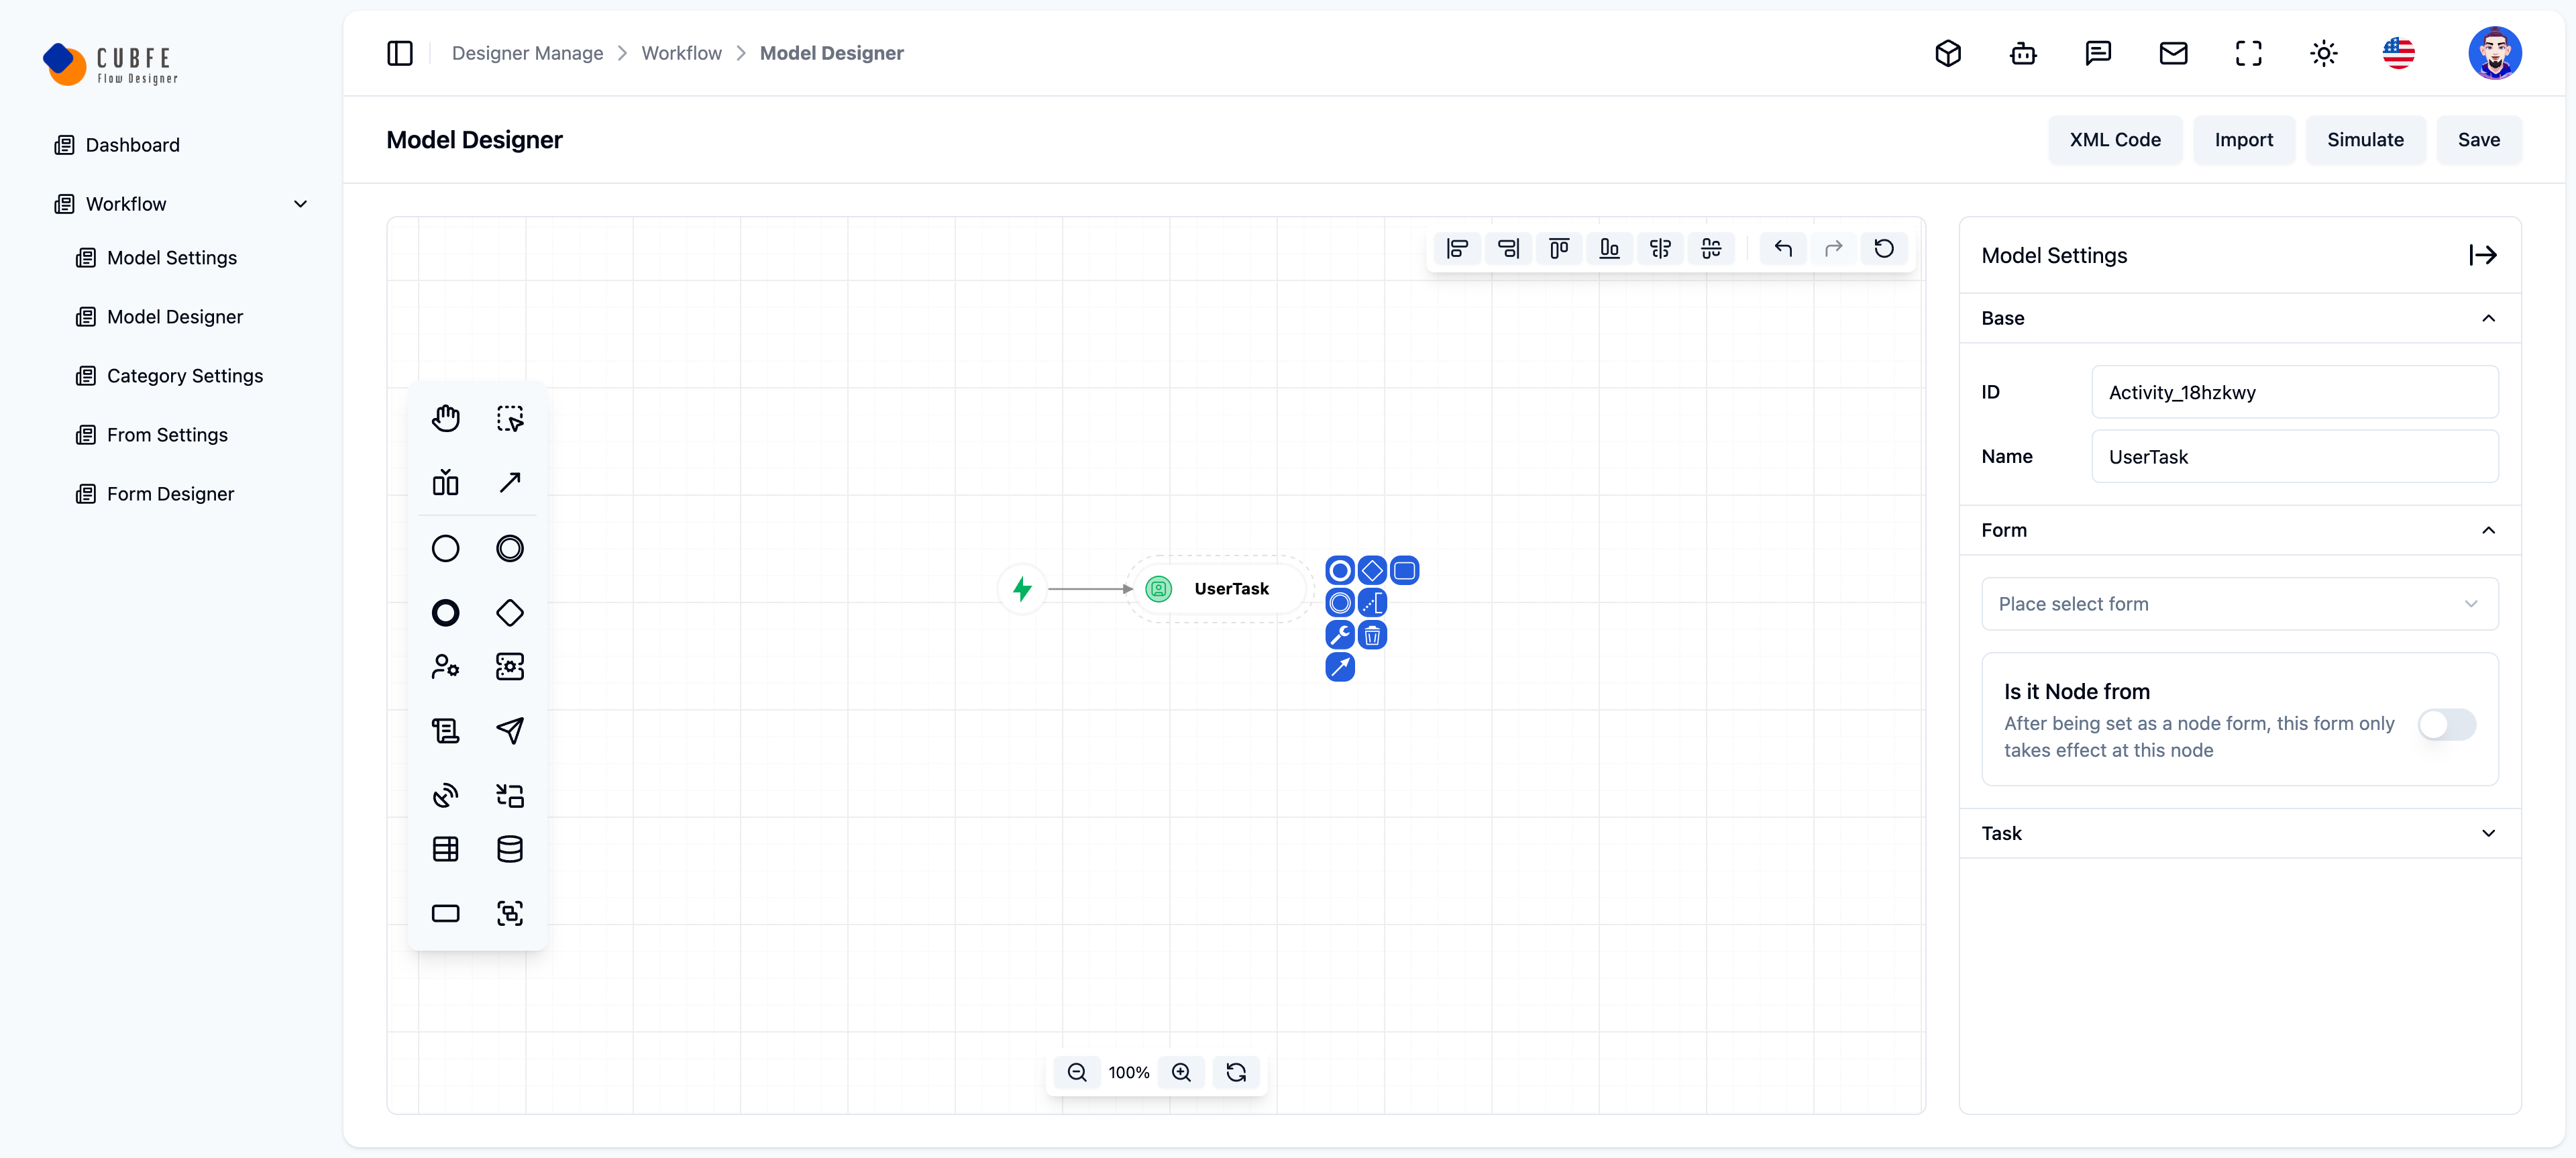 CUBFE
Flow Designer
Designer Manage
Workflow
Model Designer
Dashboard
Workflow
Model Settings
Model Designer
Category Settings
From Settings
Form Designer
Model Designer
XML Code
Import
Simulate
Save
UserTask
100%
Model Settings
Base
ID
Activity_18hzkwy
Name
UserTask
Form
Place select form
Is it Node from
After being set as a node form, this form only
takes effect at this node
Task